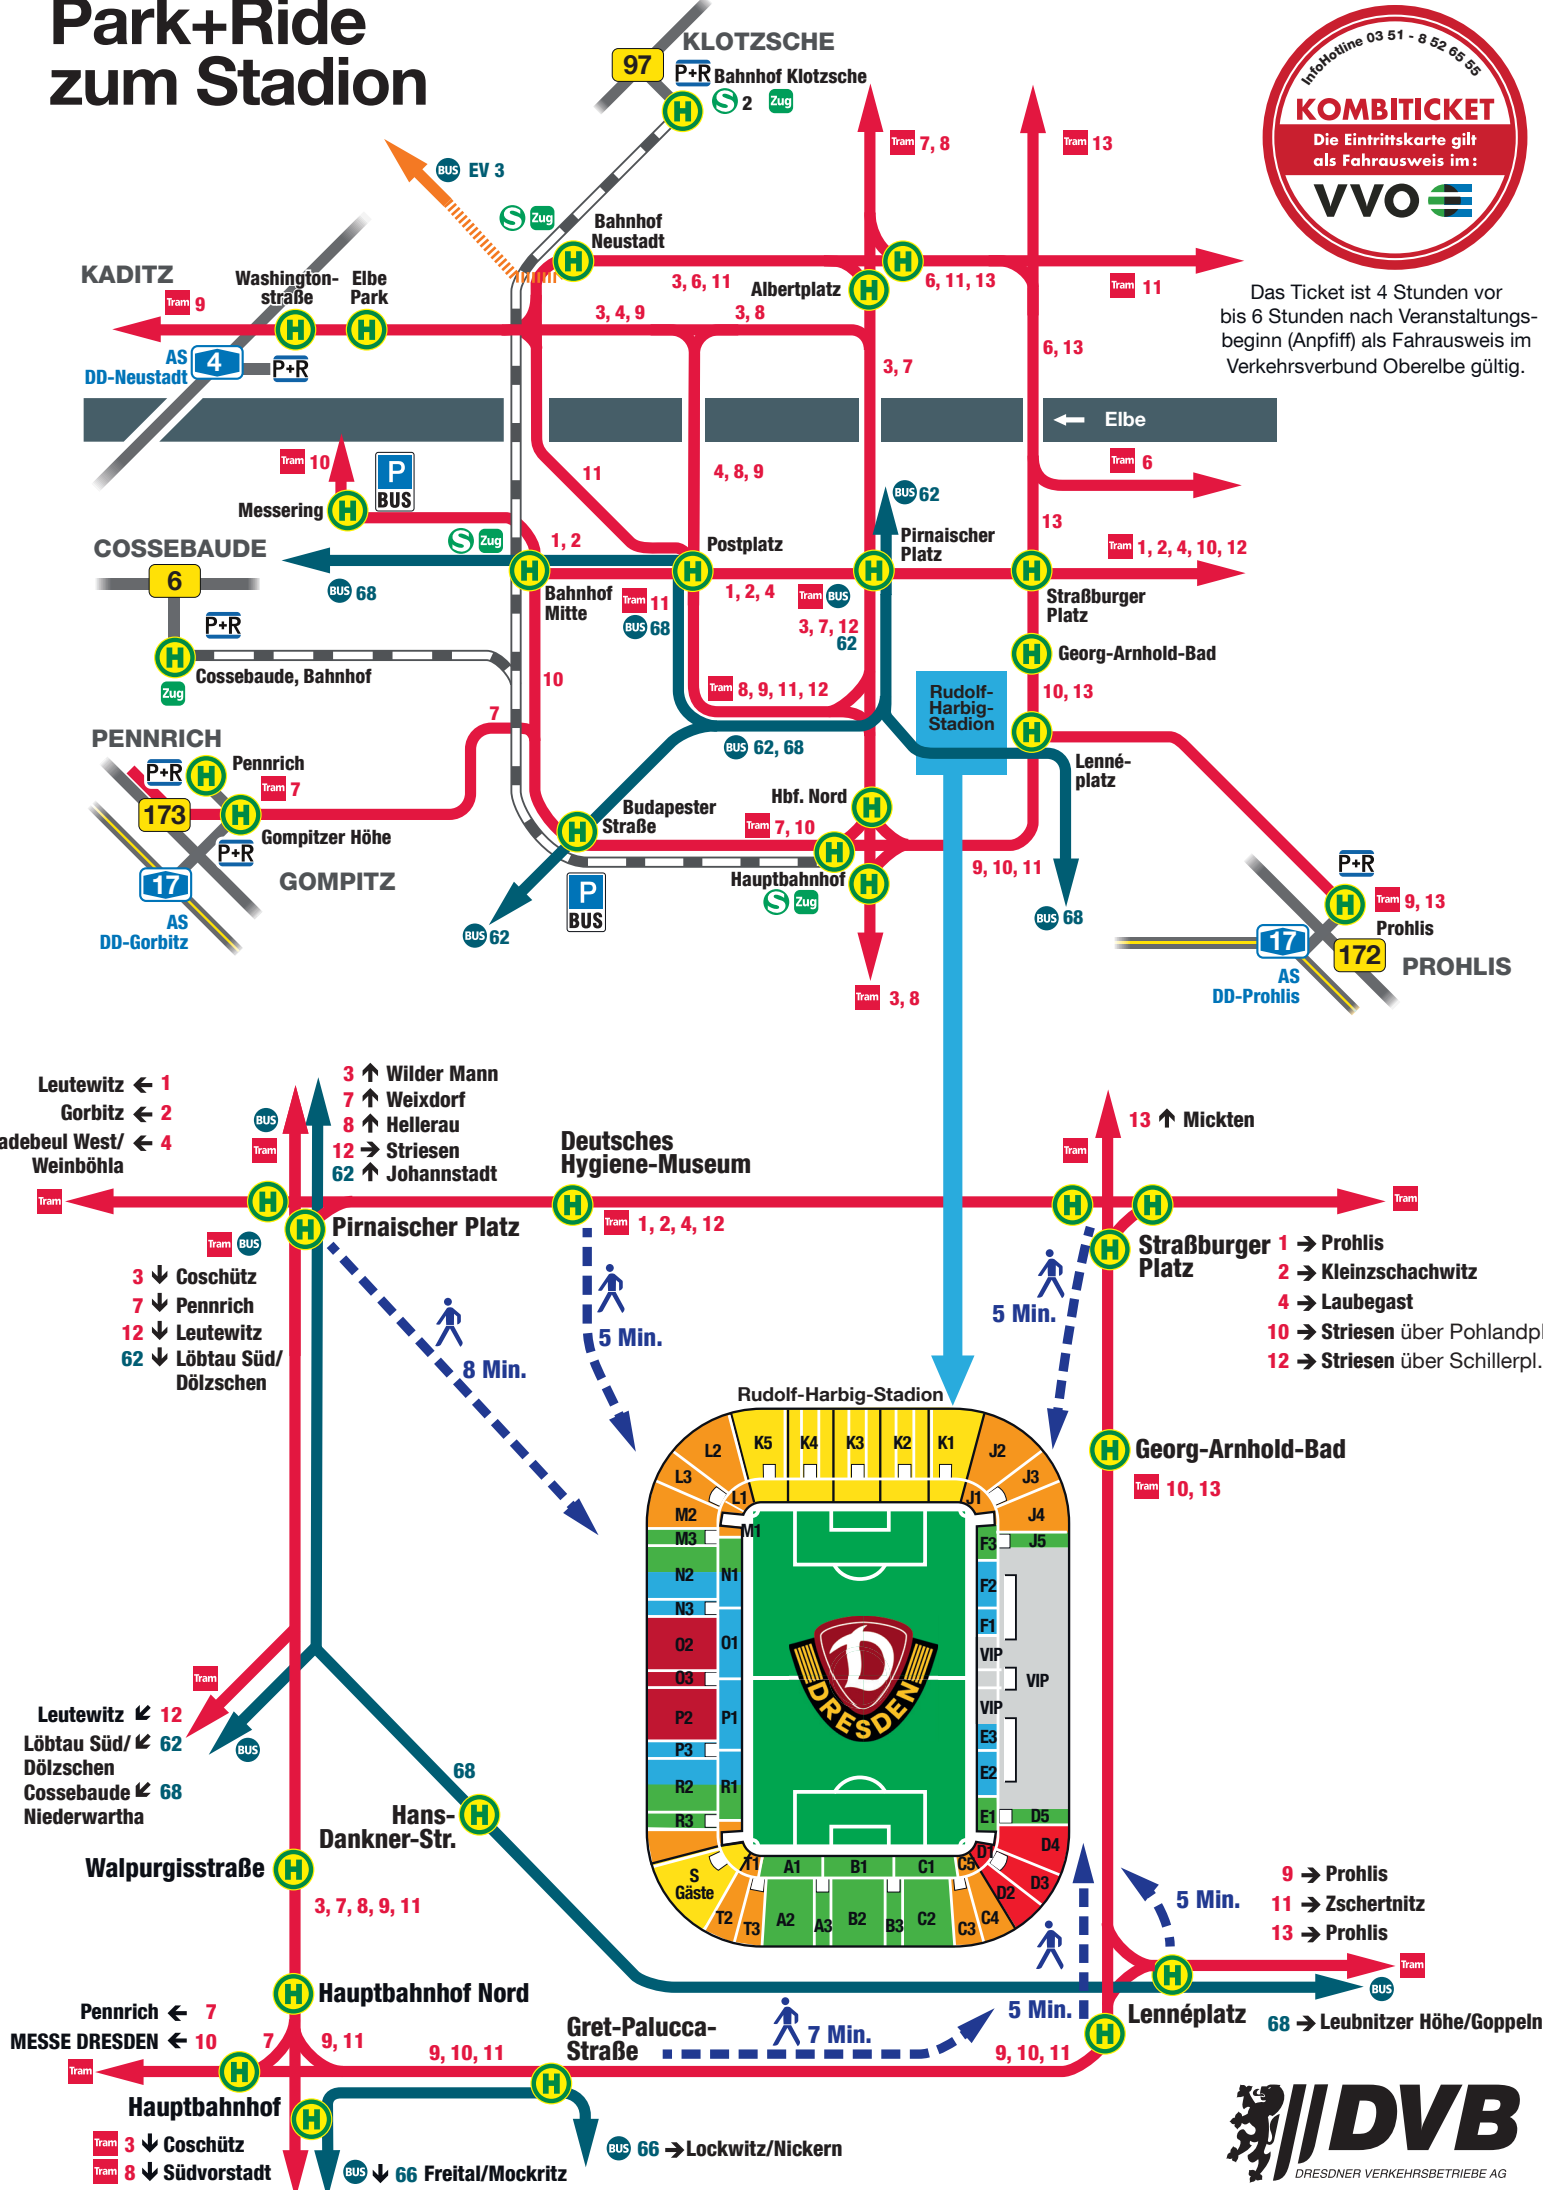 Park+Ride
zum Stadion
InfoHotline 03 51 - 8 52 65 55
KOMBITICKET
Die Eintrittskarte gilt
als Fahrausweis im:
VVO
Das Ticket ist 4 Stunden vor
bis 6 Stunden nach Veranstaltungs-
beginn (Anpfiff) als Fahrausweis im
Verkehrsverbund Oberelbe gültig.
97
KLOTZSCHE
P+R Bahnhof Klotzsche
S 2 Zug
H
Tram 7, 8
Tram 13
BUS EV 3
S Zug
Bahnhof
Neustadt
H
H
3, 6, 11
Albertplatz
H
6, 11, 13
Tram 11
KADITZ
Tram 9
Washington-
straße
Elbe
Park
H
H
3, 4, 9
3, 8
AS
DD-Neustadt
4
P+R
3, 7
6, 13
Elbe
Tram 10
P
BUS
Messering
H
11
4, 8, 9
BUS 62
Tram 6
13
COSSEBAUDE
6
P+R
H
Zug
Cossebaude, Bahnhof
S Zug
1, 2
BUS 68
H
Bahnhof
Mitte
Postplatz
H
Tram 11
BUS 68
1, 2, 4
Pirnaischer
Platz
H
Tram BUS
3, 7, 12
62
H
Straßburger
Platz
Tram 1, 2, 4, 10, 12
H
Georg-Arnhold-Bad
10, 13
Rudolf-
Harbig-
Stadion
H
Lenné-
platz
10
7
Tram 8, 9, 11, 12
BUS 62, 68
PENNRICH
P+R
H
Pennrich
Tram 7
173
H
Gompitzer Höhe
P+R
17
GOMPITZ
AS
DD-Gorbitz
Budapester
Straße
H
P
BUS
BUS 62
Hbf. Nord
H
Tram 7, 10
H
Hauptbahnhof
H
S Zug
9, 10, 11
BUS 68
Tram 3, 8
P+R
H
Tram 9, 13
Prohlis
17
172
PROHLIS
AS
DD-Prohlis
Leutewitz ← 1
Gorbitz ← 2
adebeul West/ ← 4
Weinböhla
BUS
Tram
3 ↑ Wilder Mann
7 ↑ Weixdorf
8 ↑ Hellerau
12 → Striesen
62 ↑ Johannstadt
Tram
H
H
Pirnaischer Platz
Tram BUS
3 ↓ Coschütz
7 ↓ Pennrich
12 ↓ Leutewitz
62 ↓ Löbtau Süd/
Dölzschen
8 Min.
Deutsches
Hygiene-Museum
H
Tram 1, 2, 4, 12
5 Min.
13 ↑ Mickten
Tram
H
H
Tram
H
Straßburger
Platz
1 → Prohlis
2 → Kleinzschachwitz
4 → Laubegast
10 → Striesen über Pohlandpl
12 → Striesen über Schillerpl.
5 Min.
H
Georg-Arnhold-Bad
Tram 10, 13
Rudolf-Harbig-Stadion
K5
K4
K3
K2
K1
L2
L3
L1
J2
J3
J1
J4
J5
M2
M1
M3
N2
N1
N3
O2
O1
O3
P2
P1
P3
R2
R1
R3
F3
F2
F1
VIP
VIP
VIP
E3
E2
E1
D5
D4
D1
D3
D2
DRESDEN
S
Gäste
T1
T2
T3
A1
B1
C1
C5
A2
A3
B2
B3
C2
C3
C4
Tram
BUS
Leutewitz ↙ 12
Löbtau Süd/ ↙ 62
Dölzschen
Cossebaude ↙ 68
Niederwartha
68
Hans-
Dankner-Str.
H
Walpurgisstraße
H
3, 7, 8, 9, 11
H
Hauptbahnhof Nord
Pennrich ← 7
MESSE DRESDEN ← 10
7
9, 11
Tram
H
Hauptbahnhof
H
Tram 3 ↓ Coschütz
Tram 8 ↓ Südvorstadt
BUS ↓ 66 Freital/Mockritz
9, 10, 11
Gret-Palucca-
Straße
H
7 Min.
BUS 66 → Lockwitz/Nickern
5 Min.
5 Min.
9, 10, 11
H
H
Lennéplatz
9 → Prohlis
11 → Zschertnitz
13 → Prohlis
Tram
BUS
68 → Leubnitzer Höhe/Goppeln
DVB
DRESDNER VERKEHRSBETRIEBE AG